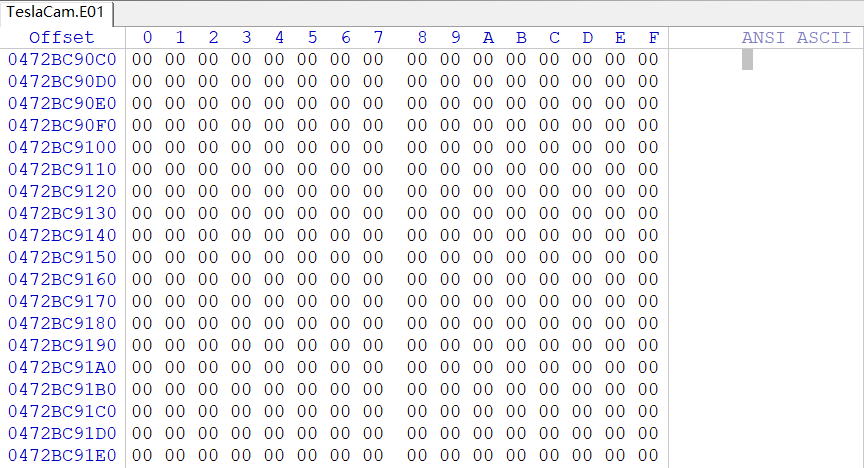 TeslaCam.E01
Offset 0 1 2 3 4 5 6 7 8 9 A B C D E F ANSI ASCII
0472BC90C0 00 00 00 00 00 00 00 00 00 00 00 00 00 00 00 00
0472BC90D0 00 00 00 00 00 00 00 00 00 00 00 00 00 00 00 00
0472BC90E0 00 00 00 00 00 00 00 00 00 00 00 00 00 00 00 00
0472BC90F0 00 00 00 00 00 00 00 00 00 00 00 00 00 00 00 00
0472BC9100 00 00 00 00 00 00 00 00 00 00 00 00 00 00 00 00
0472BC9110 00 00 00 00 00 00 00 00 00 00 00 00 00 00 00 00
0472BC9120 00 00 00 00 00 00 00 00 00 00 00 00 00 00 00 00
0472BC9130 00 00 00 00 00 00 00 00 00 00 00 00 00 00 00 00
0472BC9140 00 00 00 00 00 00 00 00 00 00 00 00 00 00 00 00
0472BC9150 00 00 00 00 00 00 00 00 00 00 00 00 00 00 00 00
0472BC9160 00 00 00 00 00 00 00 00 00 00 00 00 00 00 00 00
0472BC9170 00 00 00 00 00 00 00 00 00 00 00 00 00 00 00 00
0472BC9180 00 00 00 00 00 00 00 00 00 00 00 00 00 00 00 00
0472BC9190 00 00 00 00 00 00 00 00 00 00 00 00 00 00 00 00
0472BC91A0 00 00 00 00 00 00 00 00 00 00 00 00 00 00 00 00
0472BC91B0 00 00 00 00 00 00 00 00 00 00 00 00 00 00 00 00
0472BC91C0 00 00 00 00 00 00 00 00 00 00 00 00 00 00 00 00
0472BC91D0 00 00 00 00 00 00 00 00 00 00 00 00 00 00 00 00
0472BC91E0 00 00 00 00 00 00 00 00 00 00 00 00 00 00 00 00